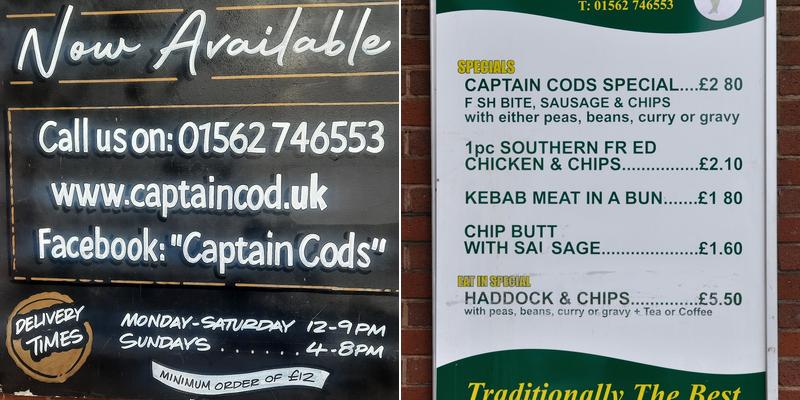 Now Available
Call us on: 01562 746553
www.captaincod.uk
Facebook: "Captain Cods"
DELIVERY
TIMES
MONDAY-SATURDAY 12-9PM
SUNDAYS ...... 4-8PM
MINIMUM ORDER OF £12
T: 01562 746553
SPECIALS
CAPTAIN CODS SPECIAL....£2 80
F SH BITE, SAUSAGE & CHIPS
with either peas, beans, curry or gravy
1pc SOUTHERN FR ED
CHICKEN & CHIPS................£2.10
KEBAB MEAT IN A BUN.......£1 80
CHIP BUTT
WITH SAU SAGE....................£1.60
EAT IN SPECIAL
HADDOCK & CHIPS..............£5.50
with peas, beans, curry or gravy + Tea or Coffee
Traditionally The Best